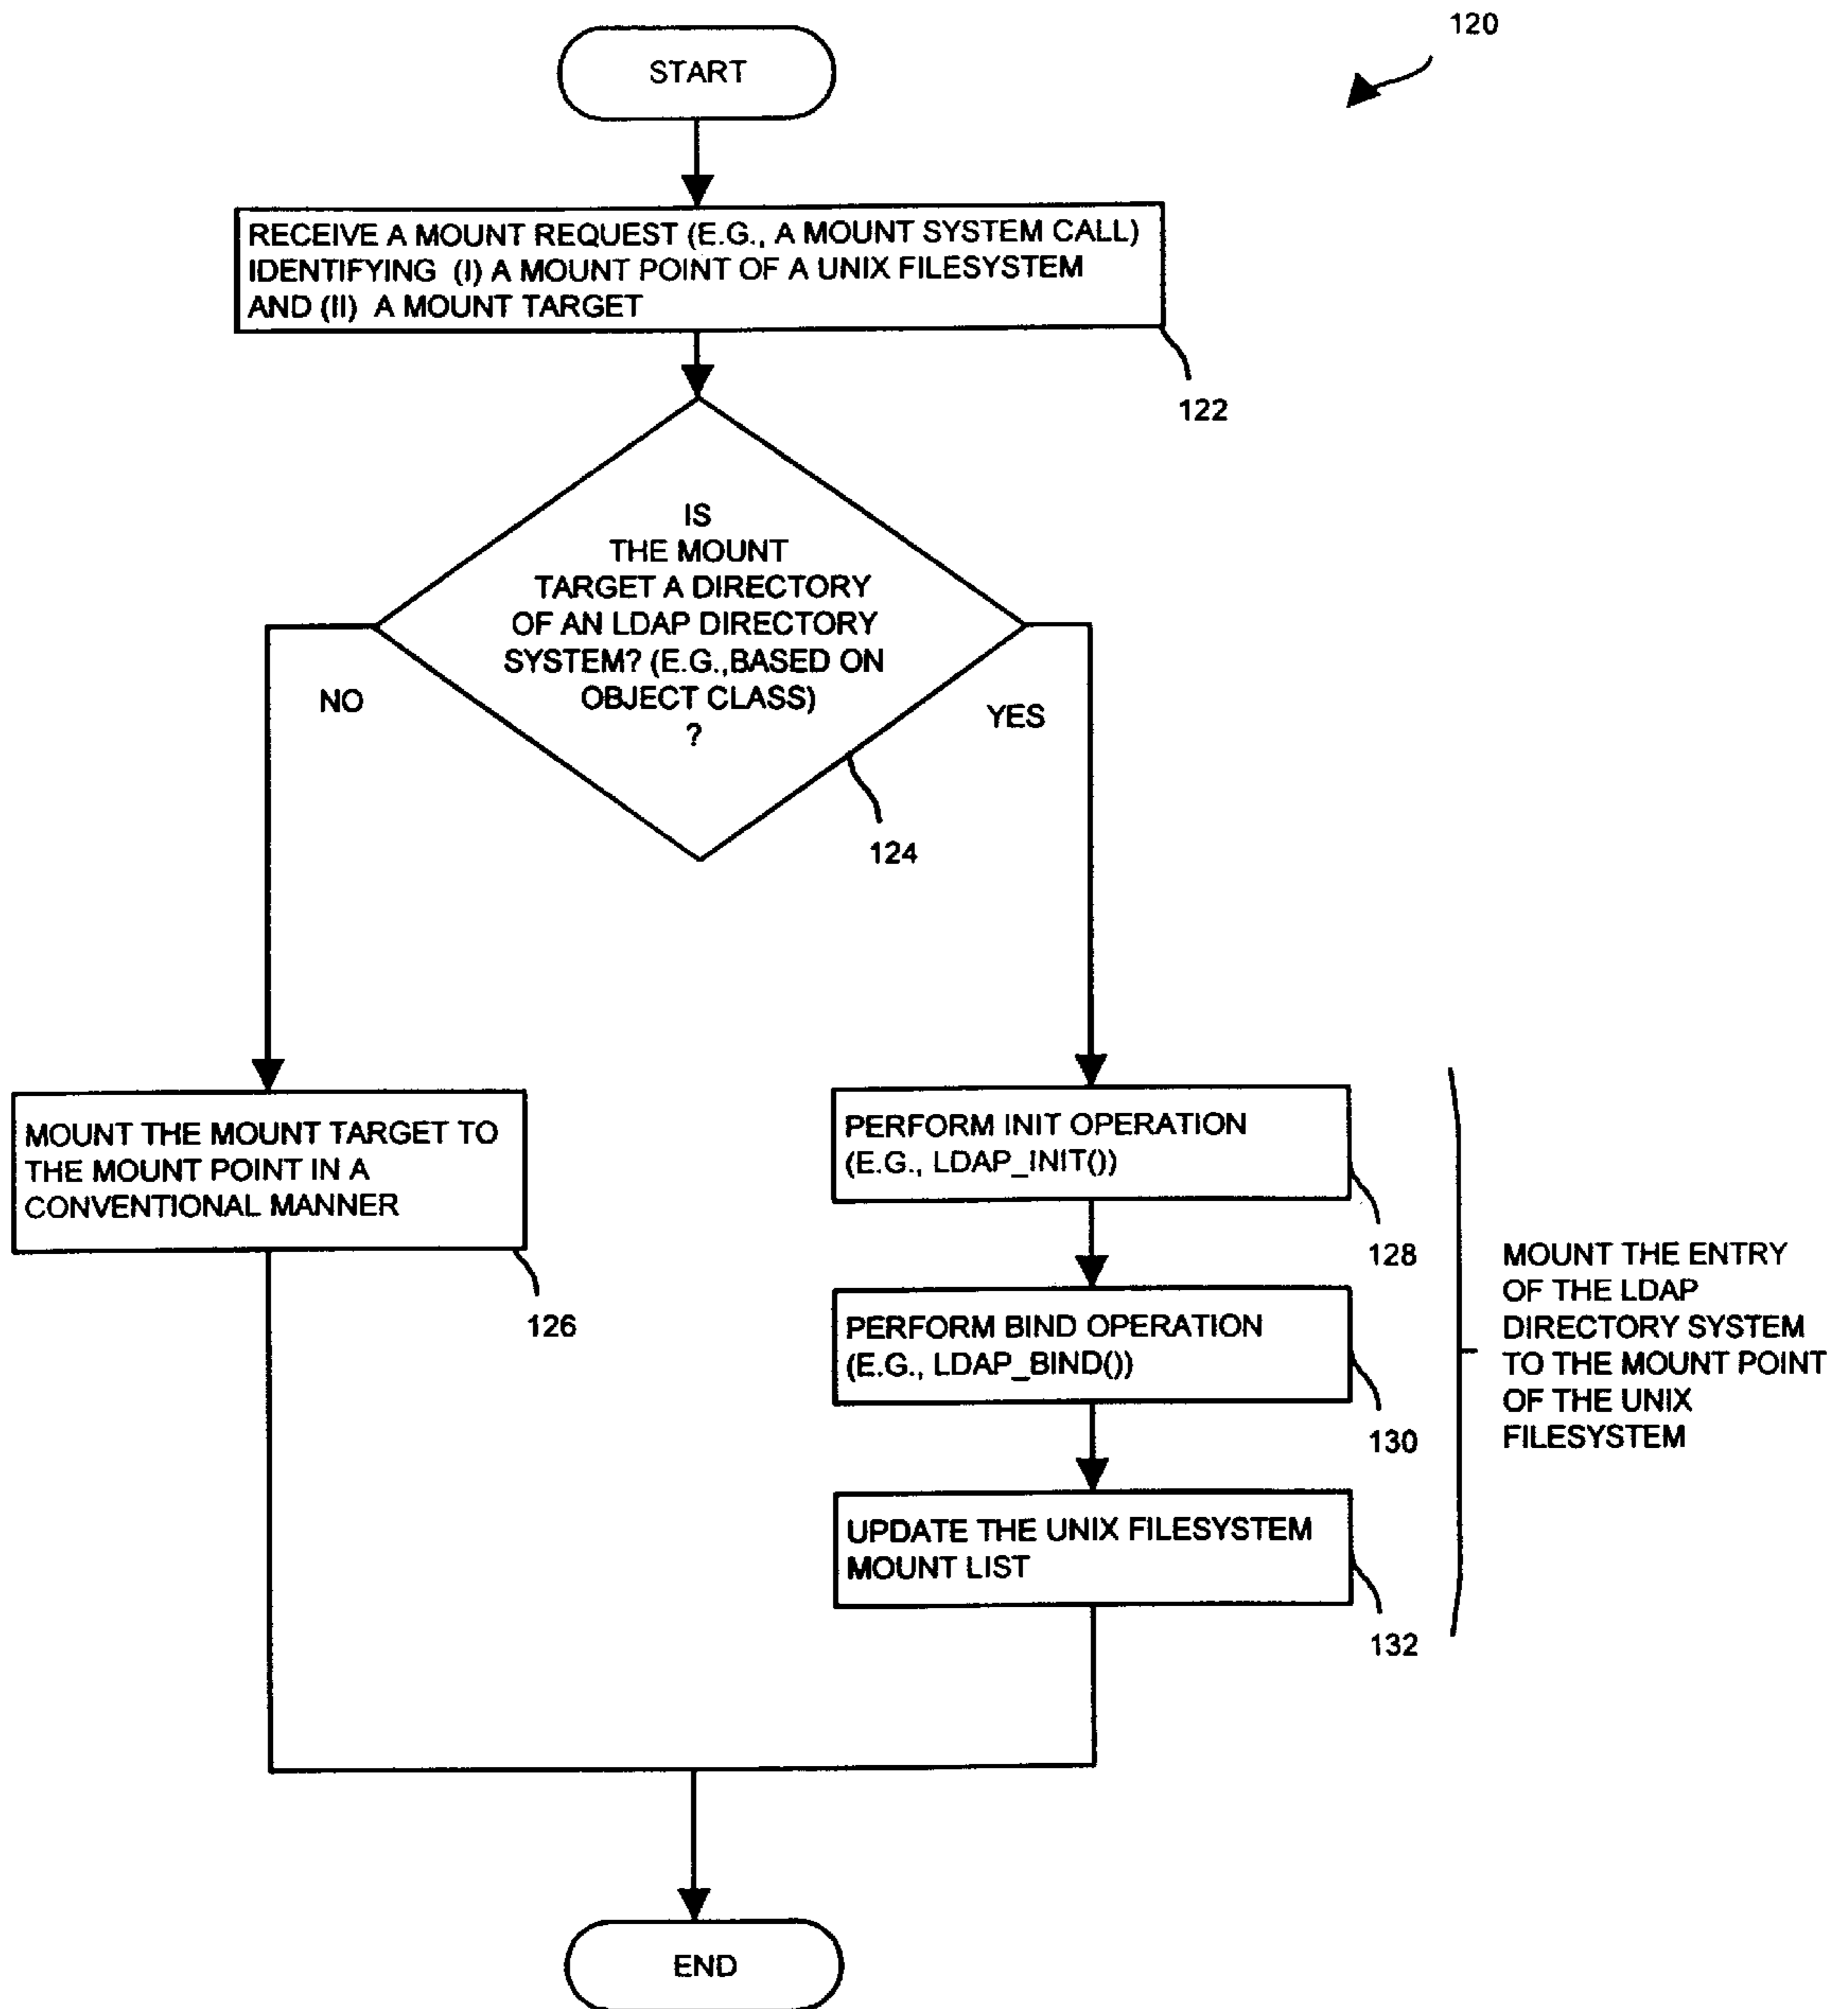 120
START
RECEIVE A MOUNT REQUEST (E.G., A MOUNT SYSTEM CALL)
IDENTIFYING (I) A MOUNT POINT OF A UNIX FILESYSTEM
AND (II) A MOUNT TARGET
122
IS
THE MOUNT
TARGET A DIRECTORY
OF AN LDAP DIRECTORY
SYSTEM? (E.G.,BASED ON
OBJECT CLASS)
?
NO
YES
124
MOUNT THE MOUNT TARGET TO
THE MOUNT POINT IN A
CONVENTIONAL MANNER
126
PERFORM INIT OPERATION
(E.G., LDAP_INIT())
128
PERFORM BIND OPERATION
(E.G., LDAP_BIND())
130
UPDATE THE UNIX FILESYSTEM
MOUNT LIST
132
MOUNT THE ENTRY
OF THE LDAP
DIRECTORY SYSTEM
TO THE MOUNT POINT
OF THE UNIX
FILESYSTEM
END